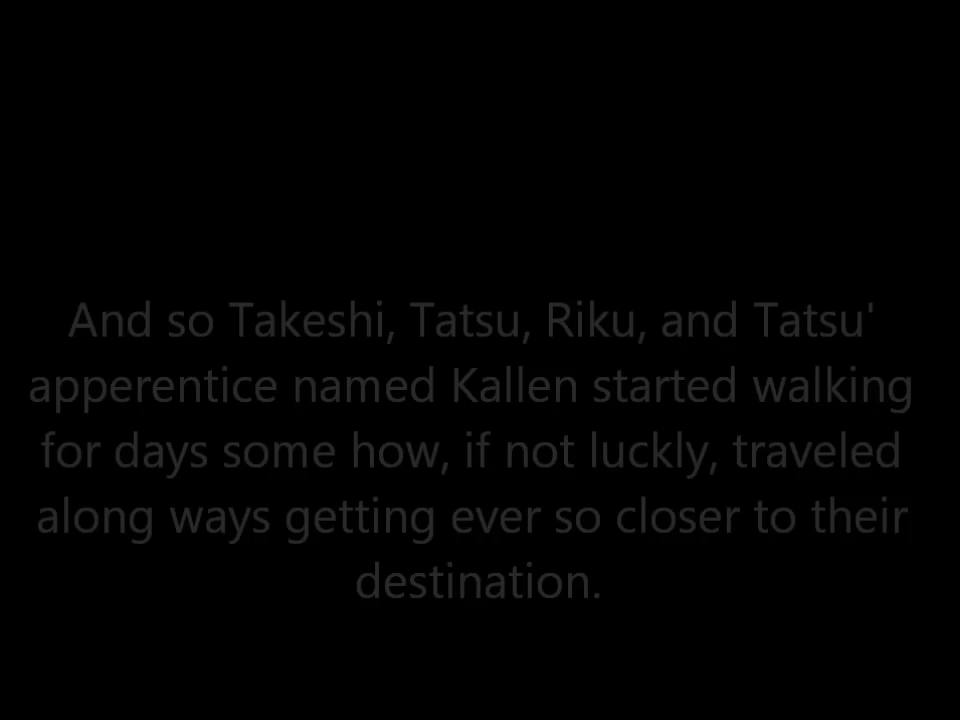 And so Takeshi, Tatsu, Riku, and Tatsu'
apperentice named Kallen started walking
for days some how, if not luckly, traveled
along ways getting ever so closer to their
destination.